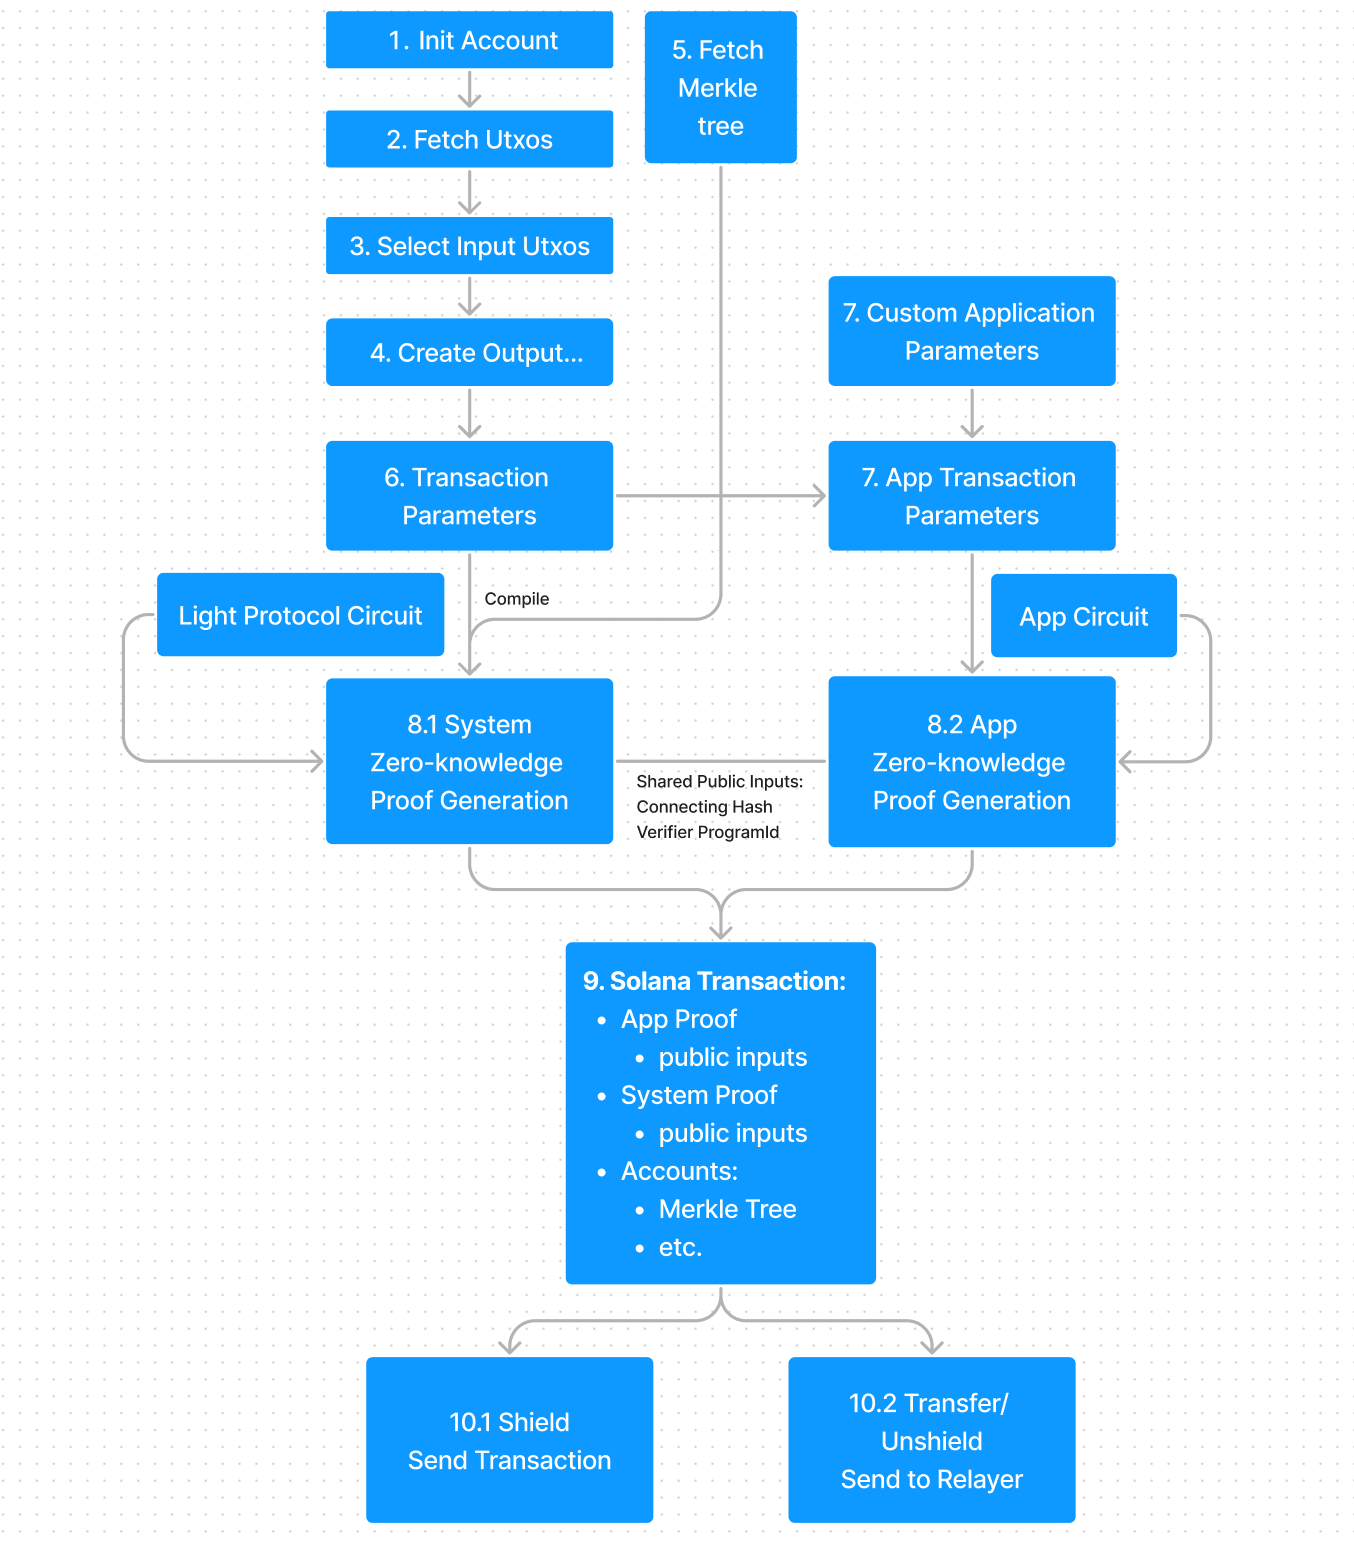 1. Init Account
5. Fetch
Merkle
tree
2. Fetch Utxos
3. Select Input Utxos
4. Create Output...
7. Custom Application
Parameters
6. Transaction
Parameters
7. App Transaction
Parameters
Compile
Light Protocol Circuit
App Circuit
8.1 System
Zero-knowledge
Proof Generation
Shared Public Inputs:
Connecting Hash
Verifier ProgramId
8.2 App
Zero-knowledge
Proof Generation
9. Solana Transaction:
• App Proof
• public inputs
• System Proof
• public inputs
• Accounts:
• Merkle Tree
• etc.
10.1 Shield
Send Transaction
10.2 Transfer/
Unshield
Send to Relayer